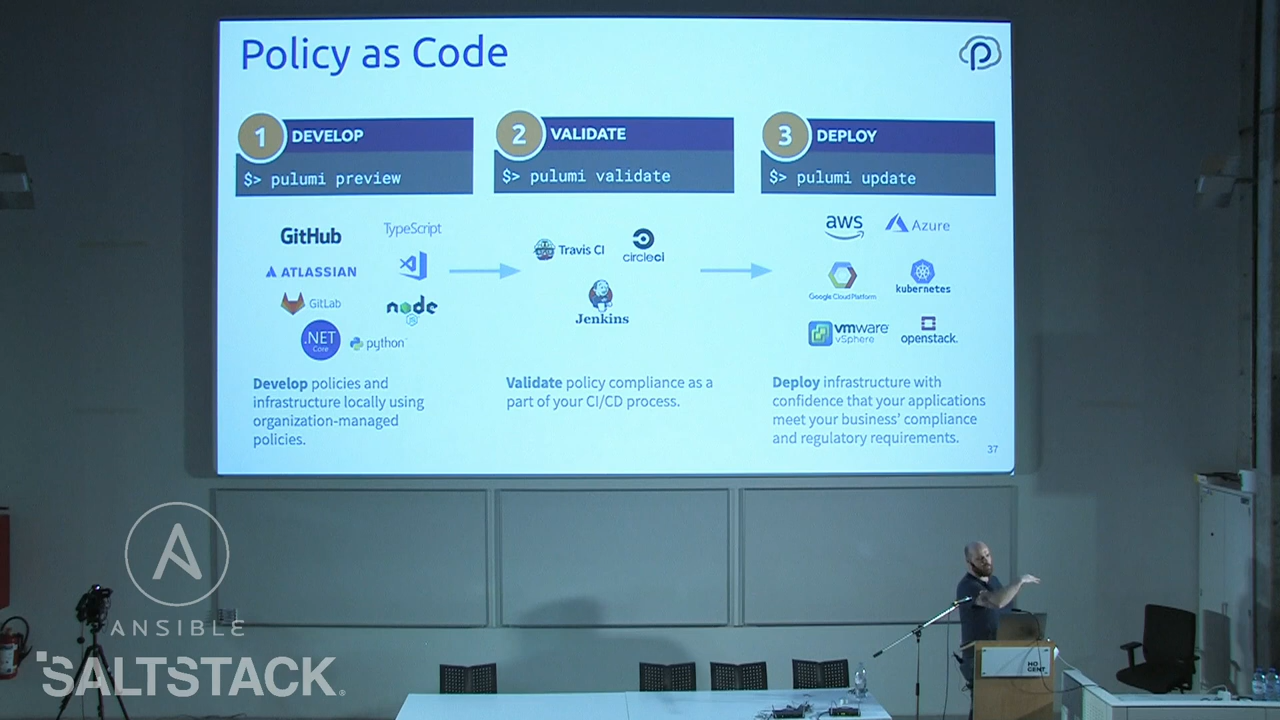 Policy as Code
1 DEVELOP
$> pulumi preview
2 VALIDATE
$> pulumi validate
3 DEPLOY
$> pulumi update
GitHub
TypeScript
ATLASSIAN
GitLab
node
JS
.NET
Core
python
Travis CI
circleci
Jenkins
aws
Azure
Google Cloud Platform
kubernetes
vmware
vSphere
openstack.
Develop policies and
infrastructure locally using
organization-managed
policies.
Validate policy compliance as a
part of your CI/CD process.
Deploy infrastructure with
confidence that your applications
meet your business' compliance
and regulatory requirements.
37
ANSIBLE
SALTSTACK®
HO
GENT